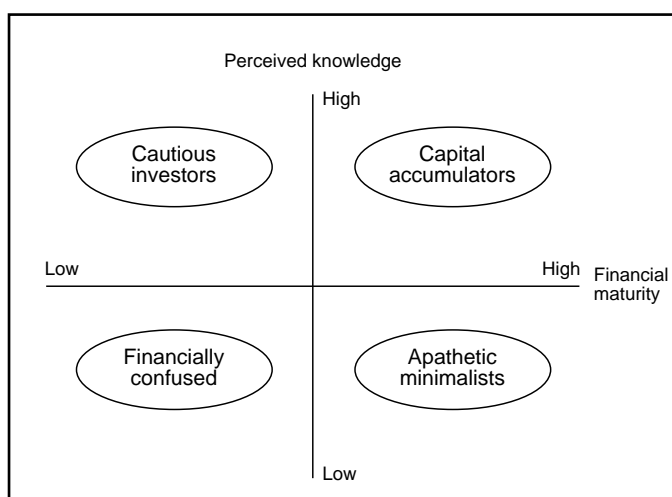 Perceived knowledge
High
Cautious
investors
Capital
accumulators
Low
High
Financial
maturity
Financially
confused
Apathetic
minimalists
Low